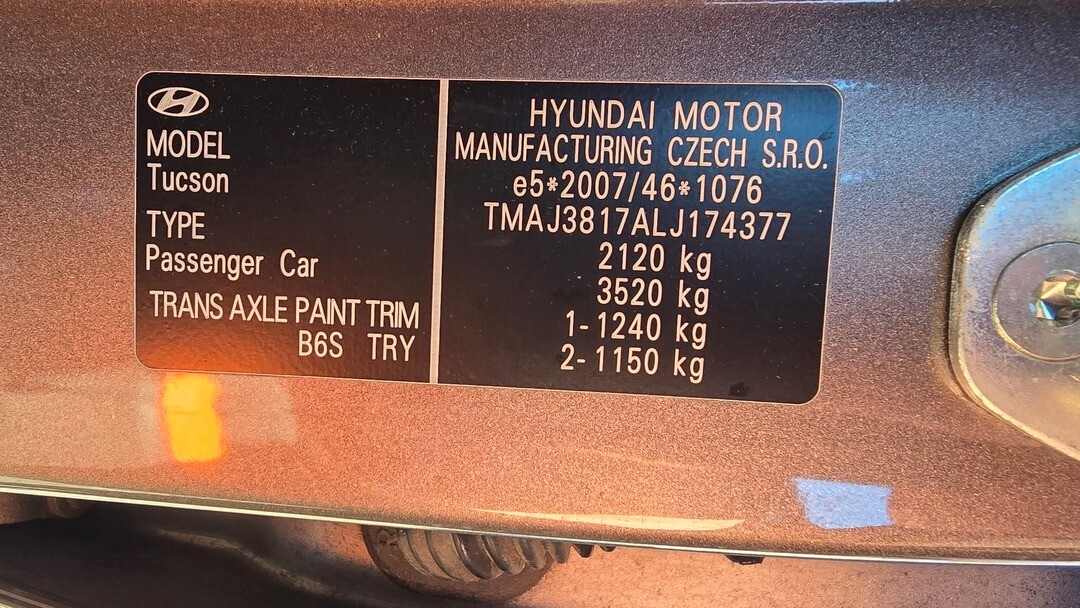 MODEL
Tucson
TYPE
Passenger Car
TRANS AXLE PAINT TRIM
B6S TRY
HYUNDAI MOTOR
MANUFACTURING CZECH S.R.O.
e5*2007/46*1076
TMAJ3817ALJ174377
2120 kg
3520 kg
1-1240 kg
2-1150 kg